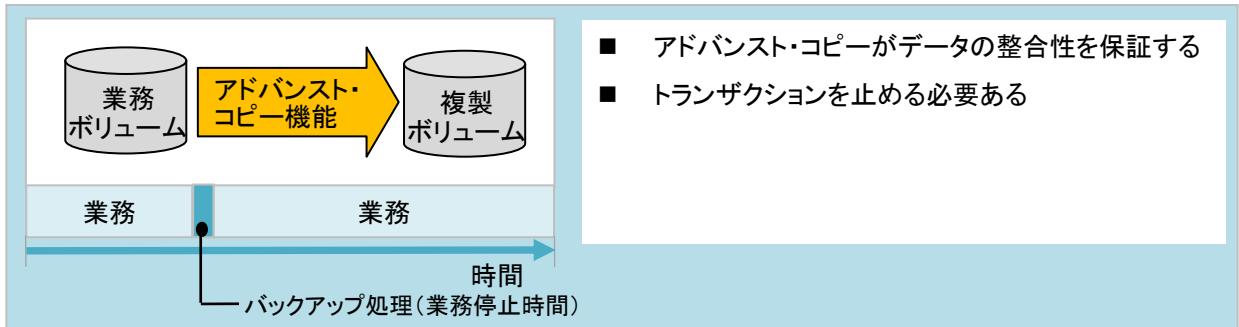 業務
ボリューム
アドバンスト・
コピー機能
複製
ボリューム
業務
業務
時間
バックアップ処理(業務停止時間)
■ アドバンスト・コピーがデータの整合性を保証する
■ トランザクションを止める必要ある